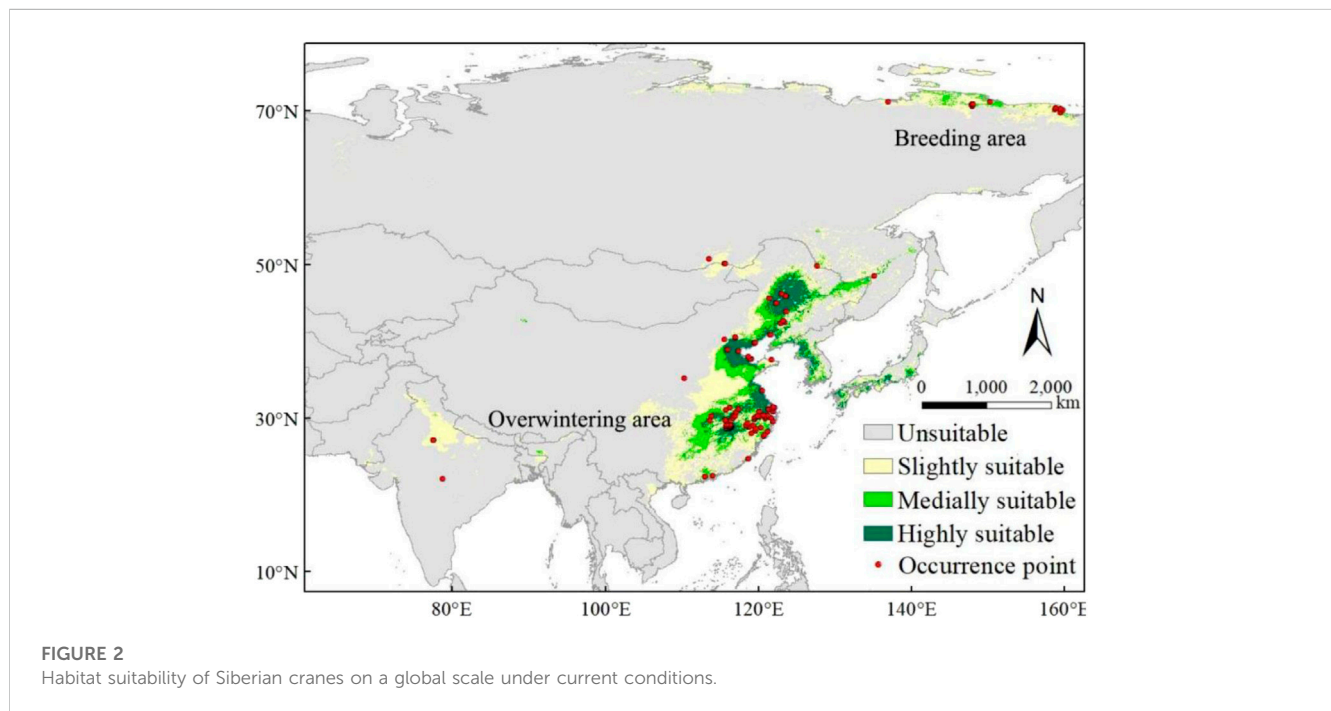 70°N
Breeding area
50°N
N
40°N
0 1,000 2,000
km
30°N
Overwintering area
Unsuitable
Slightly suitable
Medially suitable
Highly suitable
Occurrence point
10°N
80°E 100°E 120°E 140°E 160°E
FIGURE 2
Habitat suitability of Siberian cranes on a global scale under current conditions.